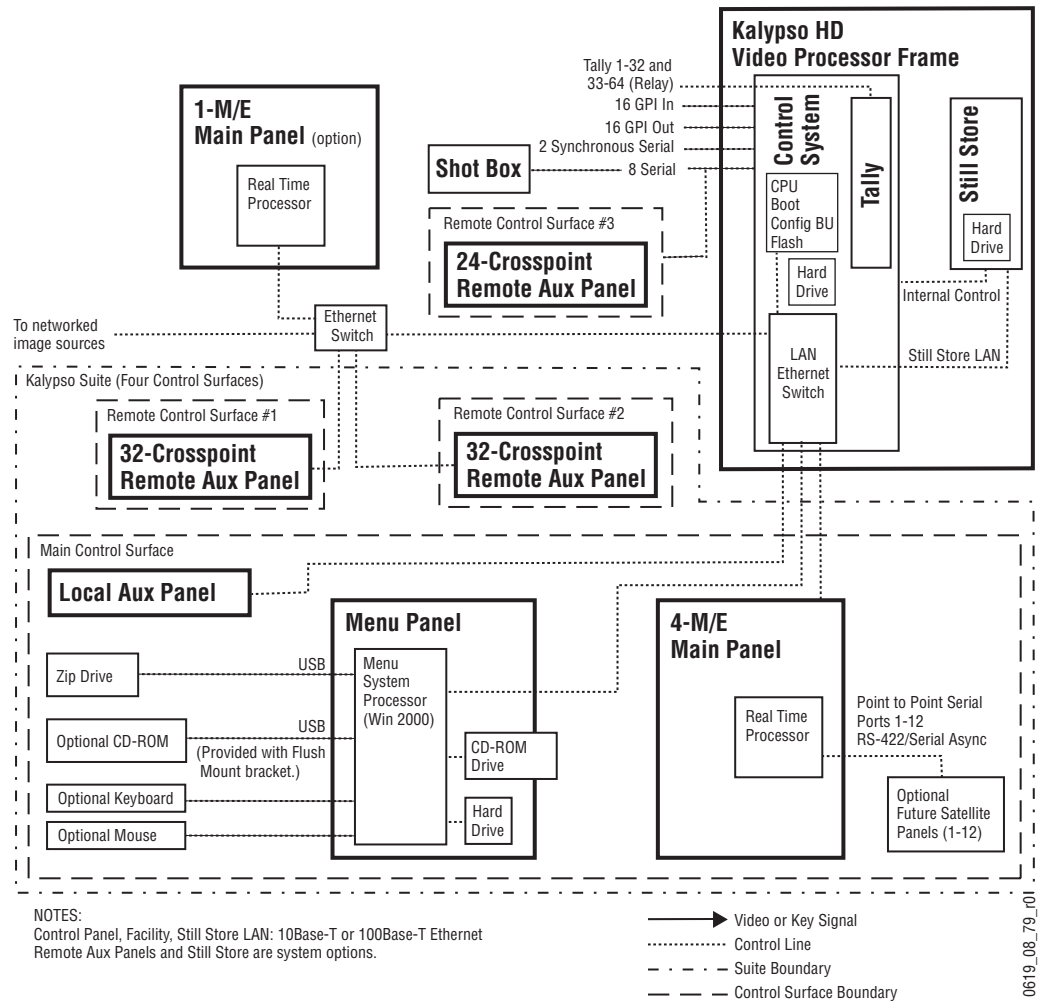 Kalypso HD
Video Processor Frame
Tally 1-32 and
33-64 (Relay)
16 GPI In
16 GPI Out
2 Synchronous Serial
8 Serial
Control
System
Tally
Still Store
CPU
Boot
Config BU
Flash
Hard
Drive
Hard
Drive
Internal Control
LAN
Ethernet
Switch
Still Store LAN
1-M/E
Main Panel (option)
Real Time
Processor
Shot Box
Remote Control Surface #3
24-Crosspoint
Remote Aux Panel
To networked
image sources
Ethernet
Switch
Kalypso Suite (Four Control Surfaces)
Remote Control Surface #1
32-Crosspoint
Remote Aux Panel
Remote Control Surface #2
32-Crosspoint
Remote Aux Panel
Main Control Surface
Local Aux Panel
Menu Panel
Menu
System
Processor
(Win 2000)
Zip Drive
USB
Optional CD-ROM
USB
(Provided with Flush
Mount bracket.)
Optional Keyboard
Optional Mouse
CD-ROM
Drive
Hard
Drive
4-M/E
Main Panel
Real Time
Processor
Point to Point Serial
Ports 1-12
RS-422/Serial Async
Optional
Future Satellite
Panels (1-12)
NOTES:
Control Panel, Facility, Still Store LAN: 10Base-T or 100Base-T Ethernet
Remote Aux Panels and Still Store are system options.
Video or Key Signal
Control Line
Suite Boundary
Control Surface Boundary
0619_08_79_r0